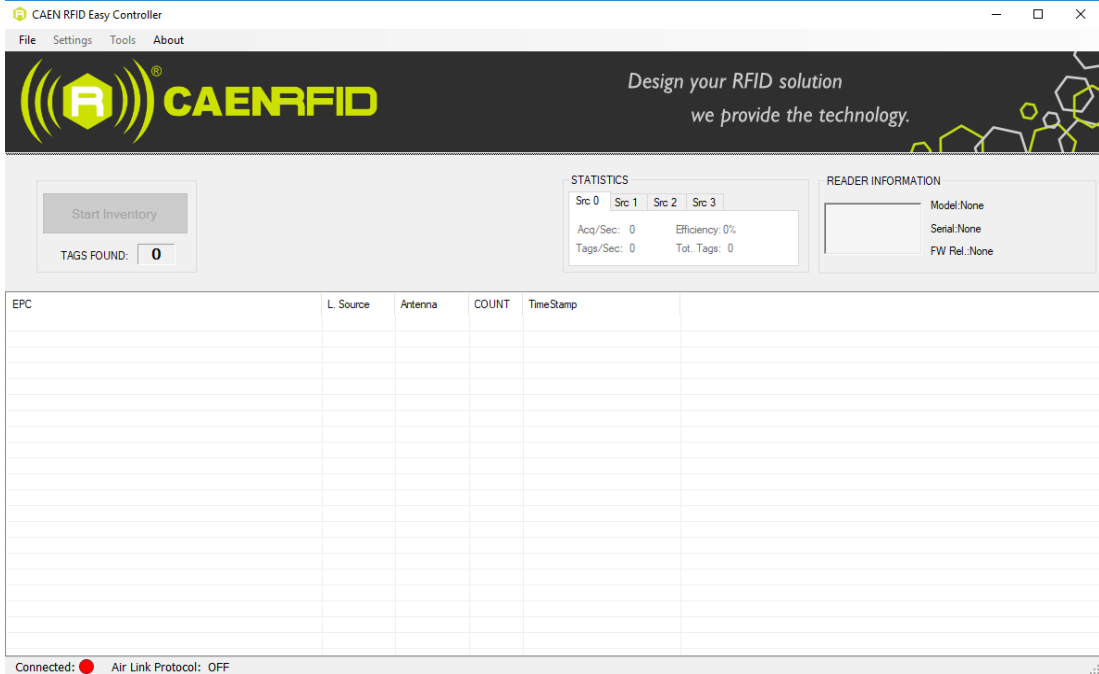 CAEN RFID Easy Controller
File Settings Tools About
R ® CAENRFID
Design your RFID solution
we provide the technology.
Start Inventory
TAGS FOUND: 0
STATISTICS
Src 0 Src 1 Src 2 Src 3
Acq/Sec: 0 Efficiency: 0%
Tags/Sec: 0 Tot. Tags: 0
READER INFORMATION
Model:None
Serial:None
FW Rel.:None
EPC L. Source Antenna COUNT TimeStamp
Connected: Air Link Protocol: OFF